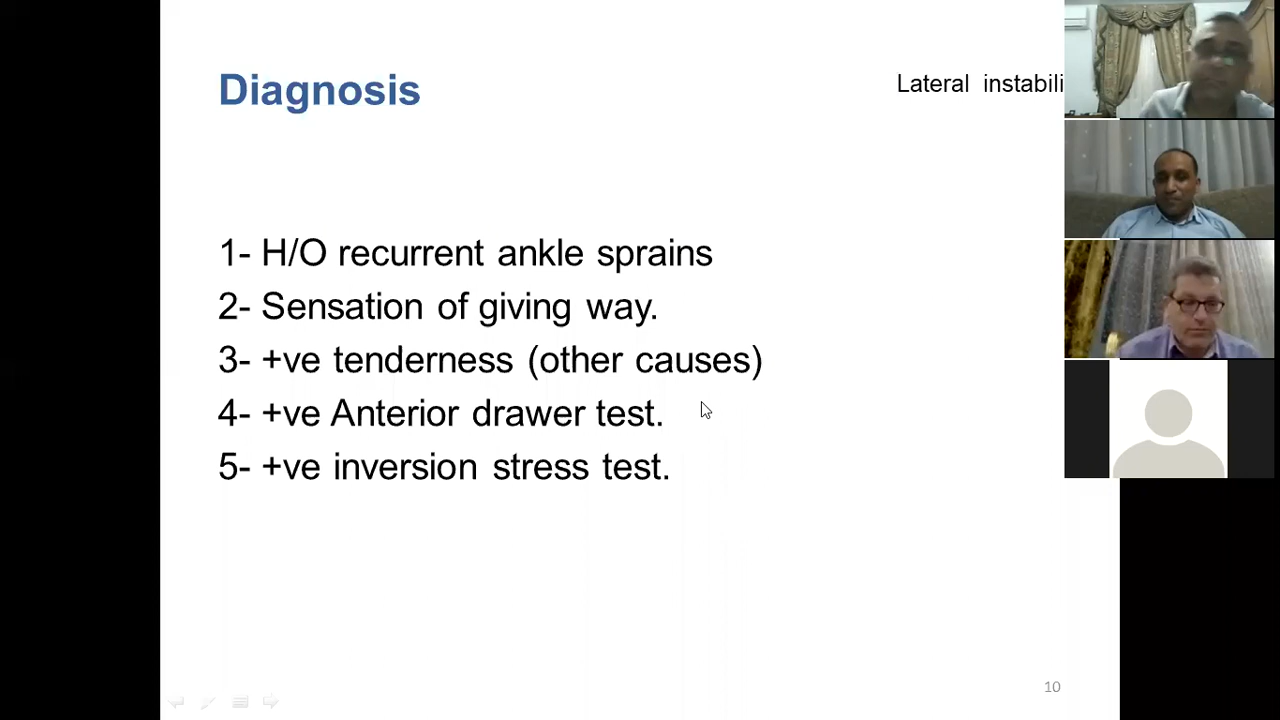 Diagnosis
Lateral instabili
1- H/O recurrent ankle sprains
2- Sensation of giving way.
3- +ve tenderness (other causes)
4- +ve Anterior drawer test.
5- +ve inversion stress test.
10